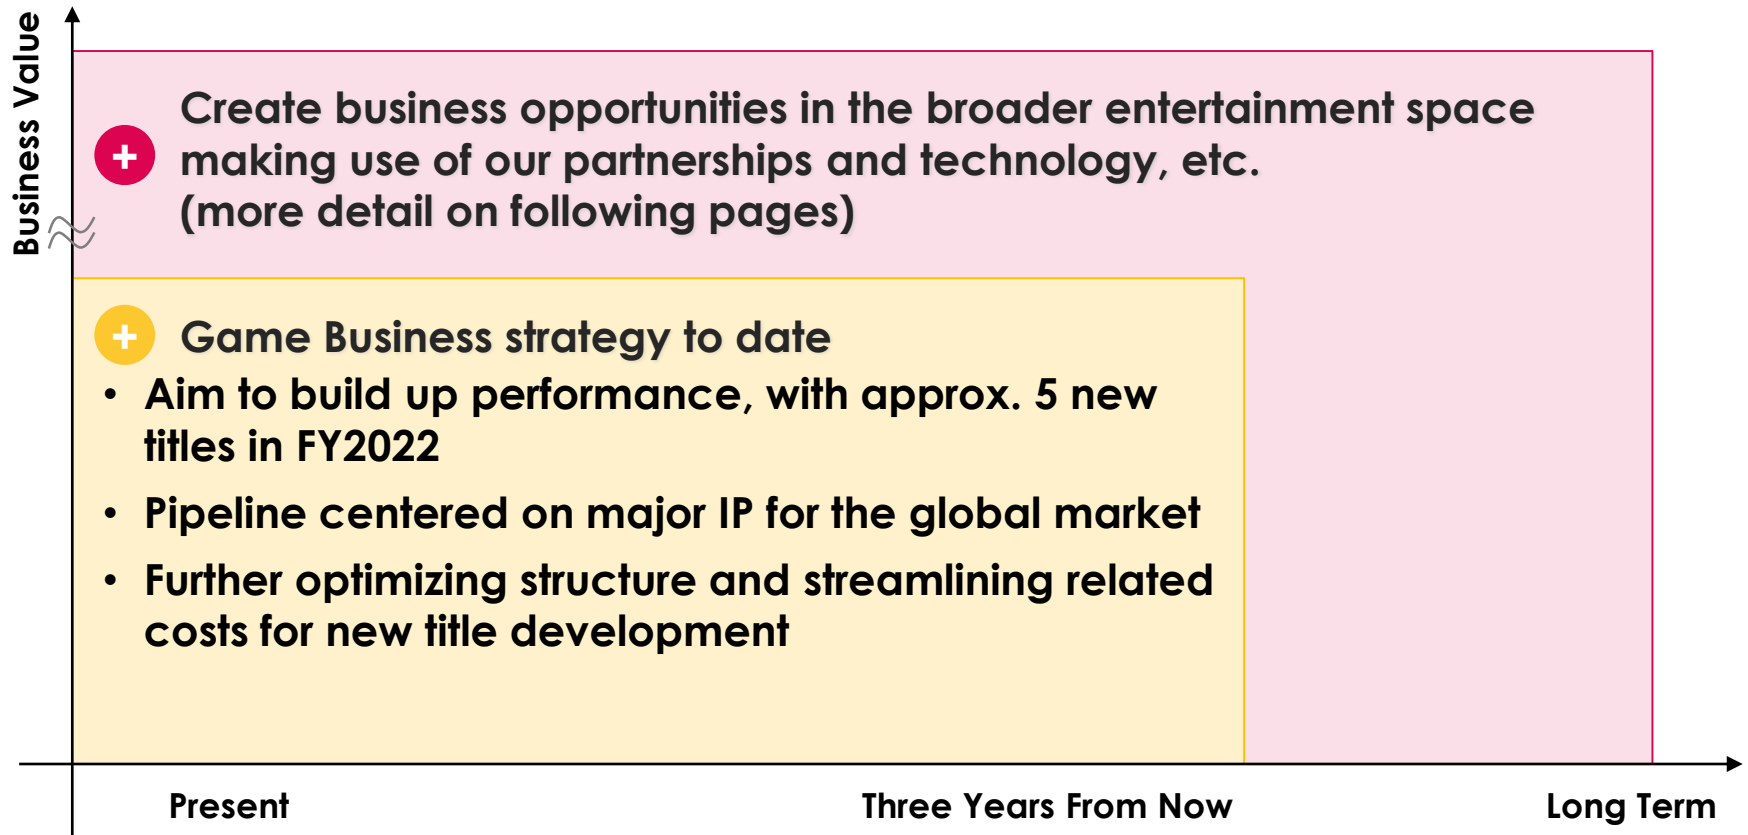 Business Value
+
Create business opportunities in the broader entertainment space
making use of our partnerships and technology, etc.
(more detail on following pages)
+
Game Business strategy to date
• Aim to build up performance, with approx. 5 new
titles in FY2022
• Pipeline centered on major IP for the global market
• Further optimizing structure and streamlining related
costs for new title development
Present
Three Years From Now
Long Term